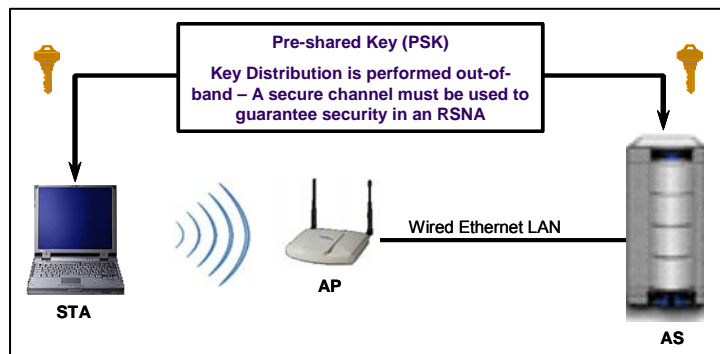 Pre-shared Key (PSK)
Key Distribution is performed out-of-
band – A secure channel must be used to
guarantee security in an RSNA
Wired Ethernet LAN
AP
STA
AS